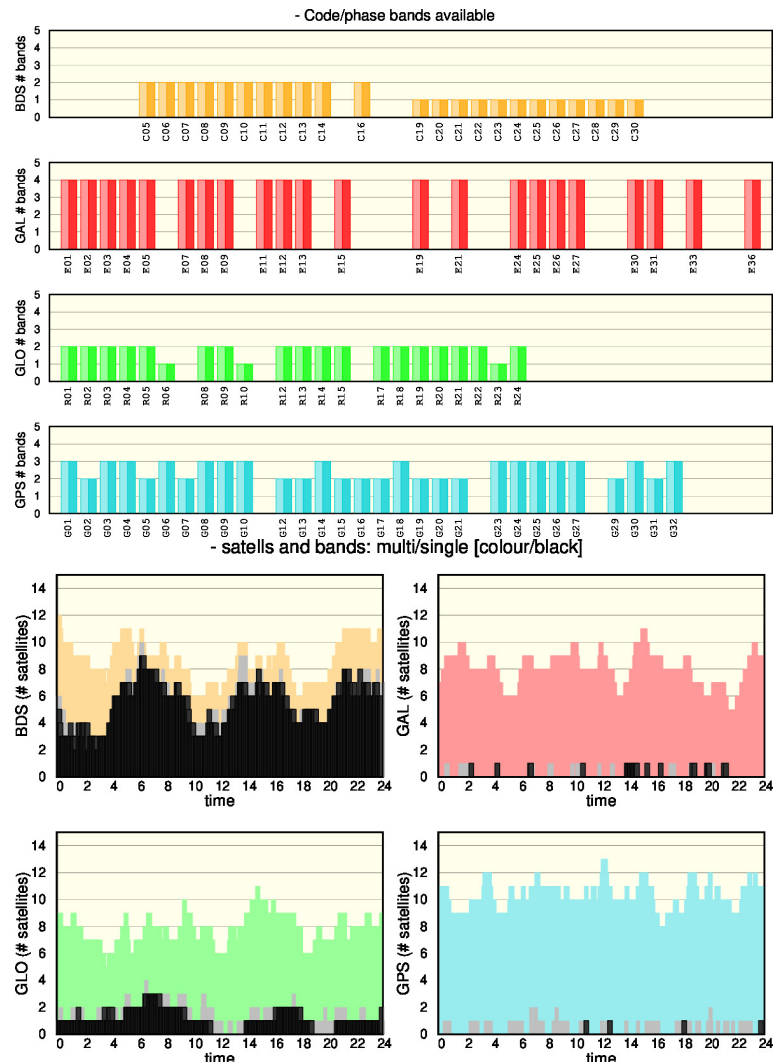 - Code/phase bands available
BDS # bands
5
4
3
2
1
0
C05 C06 C07 C08 C09 C10 C11 C12 C13 C14 C16 C19 C20 C21 C22 C23 C24 C25 C26 C27 C28 C29 C30
GAL # bands
5
4
3
2
1
0
E01 E02 E03 E04 E05 E07 E08 E09 E11 E12 E13 E15 E19 E21 E24 E25 E26 E27 E30 E31 E33 E36
GLO # bands
5
4
3
2
1
0
R01 R02 R03 R04 R05 R06 R08 R09 R10 R12 R13 R14 R15 R17 R18 R19 R20 R21 R22 R23 R24
GPS # bands
5
4
3
2
1
0
G01 G02 G03 G04 G05 G06 G07 G08 G09 G10 G12 G13 G14 G15 G16 G17 G18 G19 G20 G21 G23 G24 G25 G26 G27 G29 G30 G31 G32
- satells and bands: multi/single [colour/black]
BDS (# satellites)
14
12
10
8
6
4
2
0
0 2 4 6 8 10 12 14 16 18 20 22 24
time
GAL (# satellites)
14
12
10
8
6
4
2
0
0 2 4 6 8 10 12 14 16 18 20 22 24
time
GLO (# satellites)
14
12
10
8
6
4
2
0
0 2 4 6 8 10 12 14 16 18 20 22 24
time
GPS (# satellites)
14
12
10
8
6
4
2
0
0 2 4 6 8 10 12 14 16 18 20 22 24
time